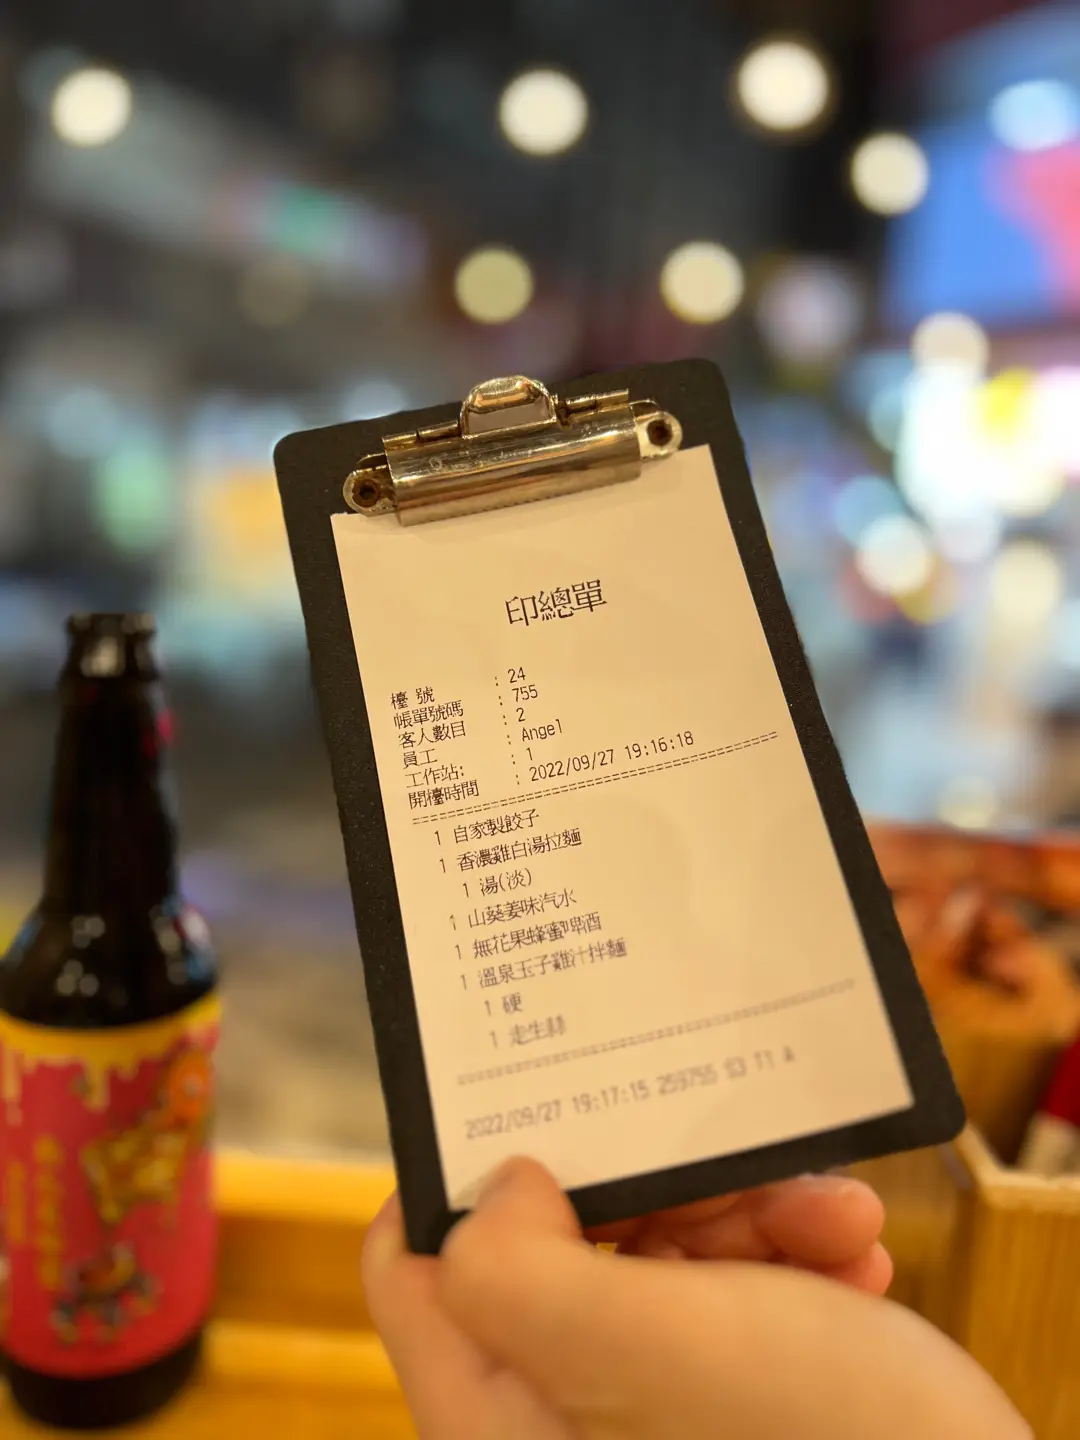 印總單
檯 號 : 24
帳單號碼 : 755
客人數目 : 2
員工 : Angel
工作站: : 1
開檯時間 : 2022/09/27 19:16:18
1 自家製餃子
1 香濃雞白湯拉麵
1 湯(淡)
1 山葵姜味汽水
1 無花果蜂蜜啤酒
1 溫泉玉子雞汁拌麵
1 硬
1 走生蒜
2022/09/27 19:17:15 259755 S3 T1 A